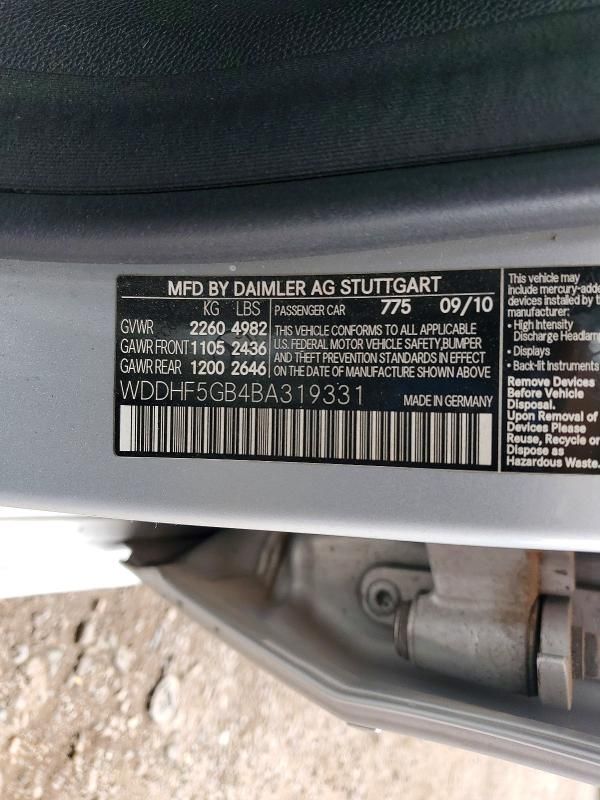 MFD BY DAIMLER AG STUTTGART
KG LBS
PASSENGER CAR 775 09/10
GVWR 2260 4982
GAWR FRONT 1105 2436
GAWR REAR 1200 2646
THIS VEHICLE CONFORMS TO ALL APPLICABLE
U.S. FEDERAL MOTOR VEHICLE SAFETY,BUMPER
AND THEFT PREVENTION STANDARDS IN EFFECT
ON THE DATE OF MANUFACTURE SHOWN ABOVE
WDDHF5GB4BA319331
MADE IN GERMANY
This vehicle may
include mercury-adde
devices installed by t
manufacturer:
• High Intensity
Discharge Headlam
• Displays
• Back-lit Instruments
Remove Devices
Before Vehicle
Disposal.
Upon Removal of
Devices Please
Reuse, Recycle or
Dispose as
Hazardous Waste.